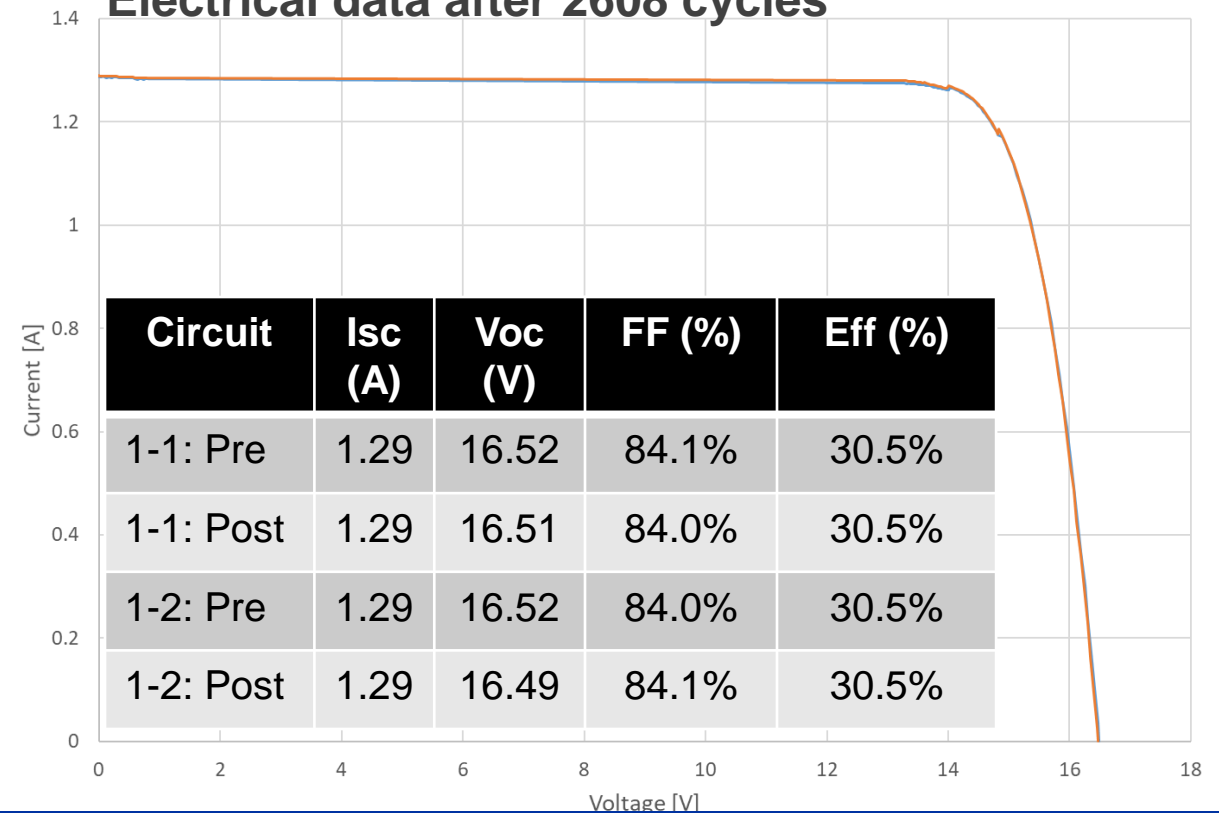 Electrical data after 2608 cycles
1.4
1.2
1
0.8
0.6
0.4
0.2
0
Current [A]
Circuit Isc (A) Voc (V) FF (%) Eff (%)
1-1: Pre 1.29 16.52 84.1% 30.5%
1-1: Post 1.29 16.51 84.0% 30.5%
1-2: Pre 1.29 16.52 84.0% 30.5%
1-2: Post 1.29 16.49 84.1% 30.5%
0 2 4 6 8 10 12 14 16 18
Voltage [V]